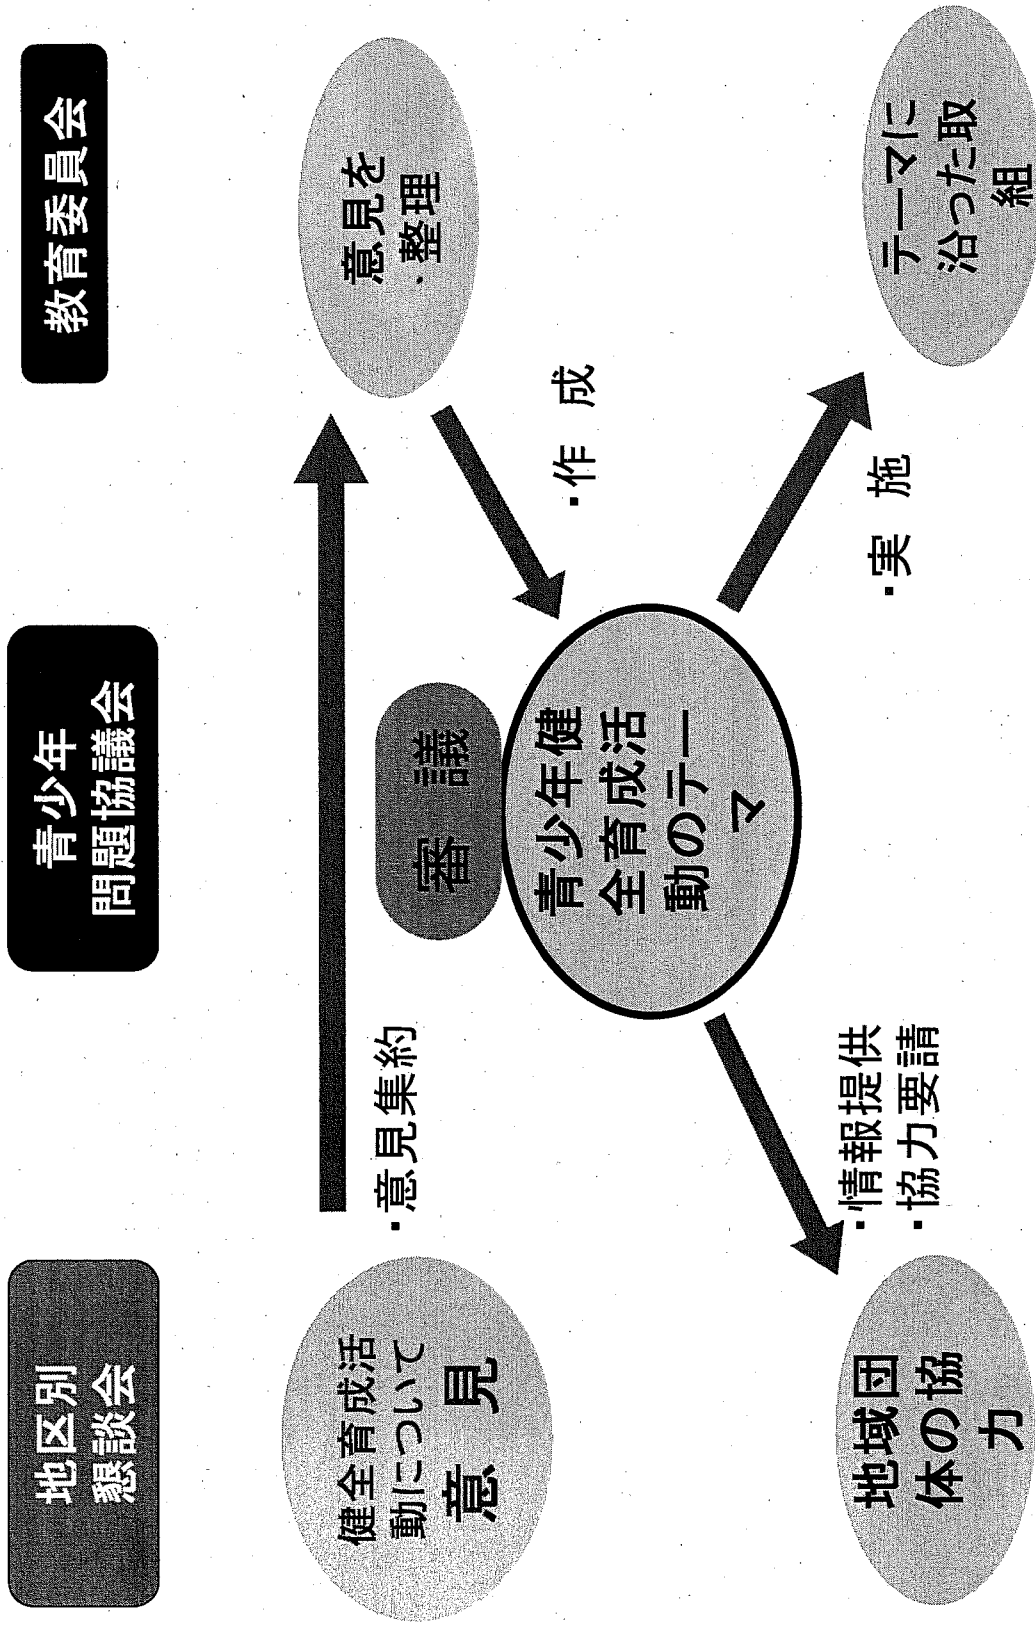 地区別
懇談会
青少年
問題協議会
教育委員会
健全育成活
動について
意 見
・意見集約
意見を
・整理
・作 成
審 議
青少年健
全育成活
動のテー
マ
・実 施
テーマに
沿った取
組
・情報提供
・協力要請
地域団
体の協
力